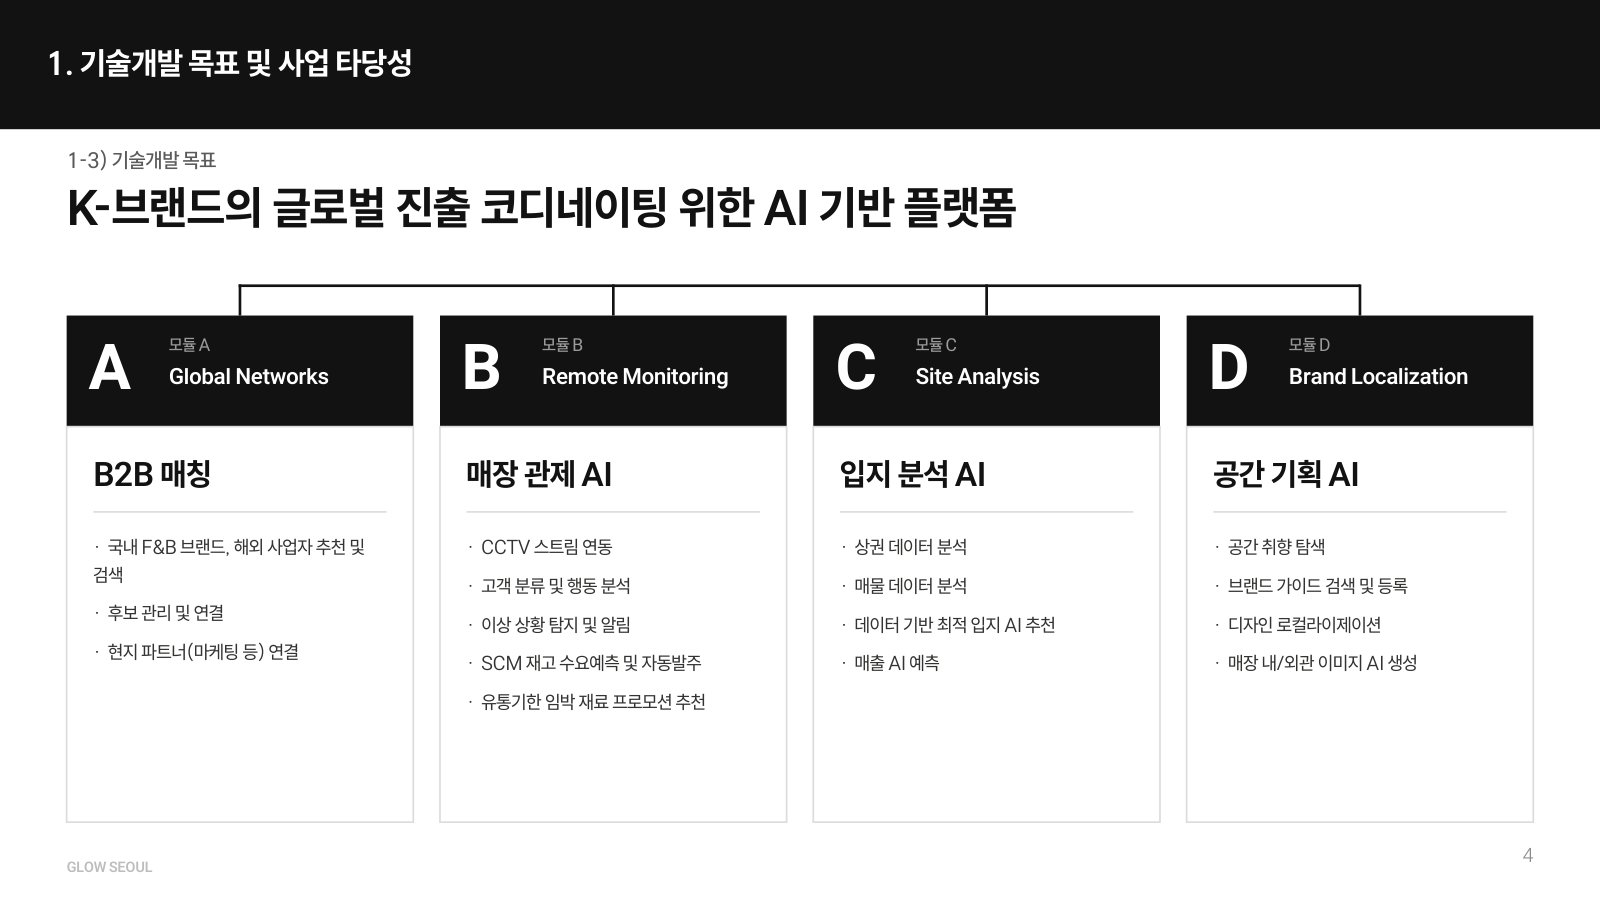 1. 기술개발 목표 및 사업 타당성
1-3) 기술개발 목표
K-브랜드의 글로벌 진출 코디네이팅 위한 AI 기반 플랫폼
A
모듈 A
Global Networks
B2B 매칭
· 국내 F&B 브랜드, 해외 사업자 추천 및
검색
· 후보 관리 및 연결
· 현지 파트너(마케팅 등) 연결
B
모듈 B
Remote Monitoring
매장 관제 AI
· CCTV 스트림 연동
· 고객 분류 및 행동 분석
· 이상 상황 탐지 및 알림
· SCM 재고 수요예측 및 자동발주
· 유통기한 임박 재료 프로모션 추천
C
모듈 C
Site Analysis
입지 분석 AI
· 상권 데이터 분석
· 매물 데이터 분석
· 데이터 기반 최적 입지 AI 추천
· 매출 AI 예측
D
모듈 D
Brand Localization
공간 기획 AI
· 공간 취향 탐색
· 브랜드 가이드 검색 및 등록
· 디자인 로컬라이제이션
· 매장 내/외관 이미지 AI 생성
GLOW SEOUL
4